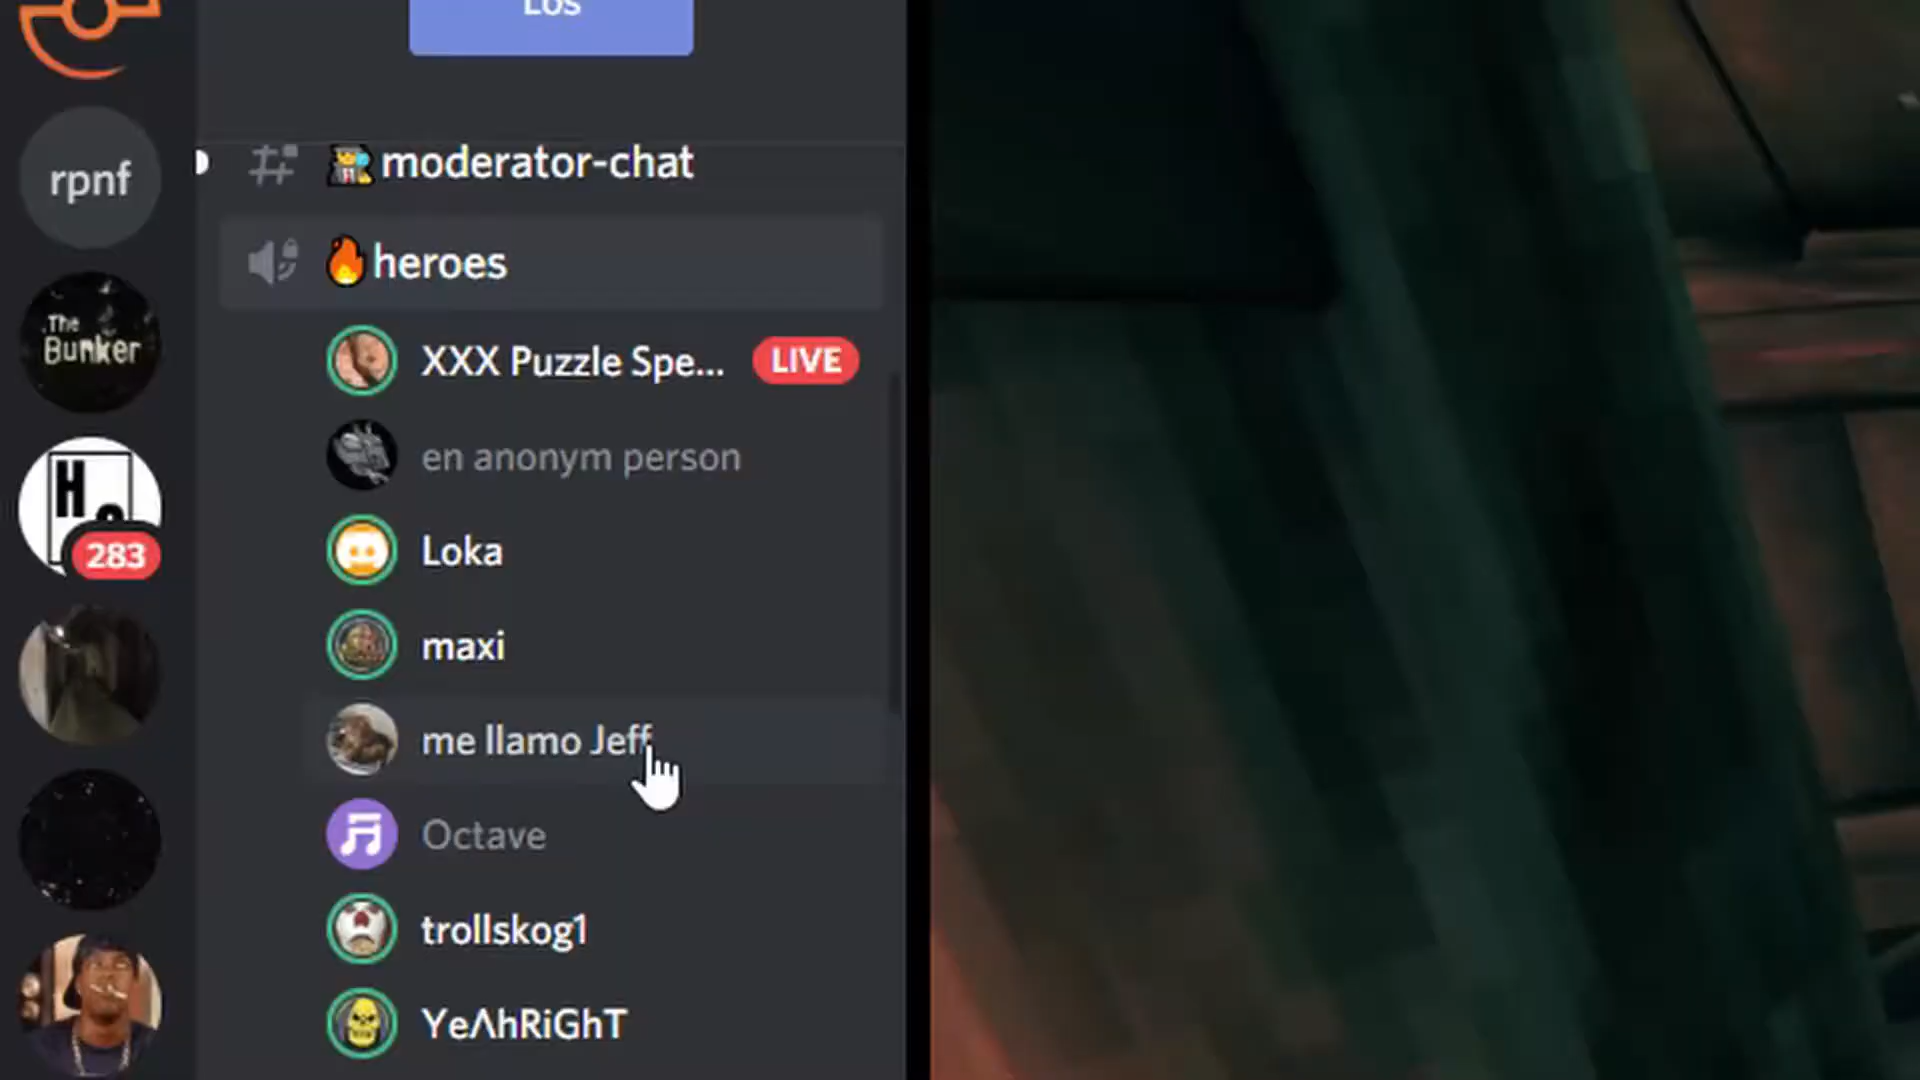 Los
rpnf
moderator-chat
heroes
The
Bunker
XXX Puzzle Spe...
LIVE
en anonym person
H
283
Loka
maxi
me llamo Jeff
Octave
trollskog1
YeΛhRiGhT